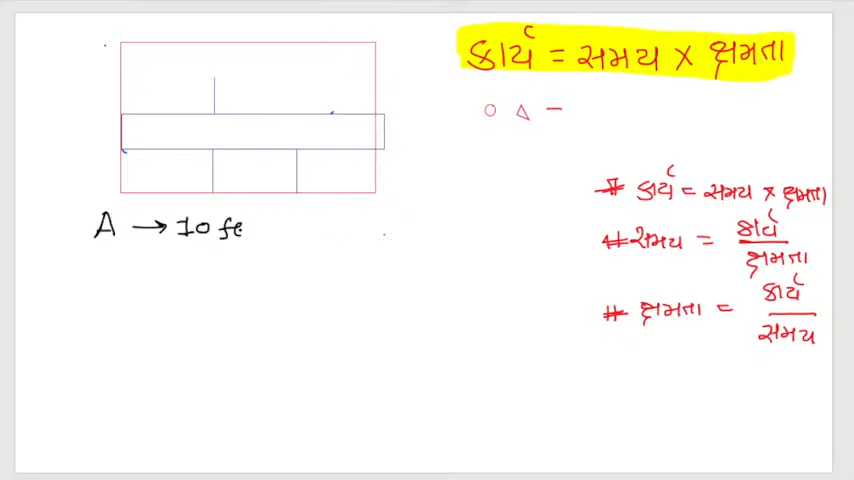 કાર્ય = સમય × ક્ષમતા
# કાર્ય = સમય × ક્ષમતા
# સમય = કાર્ય / ક્ષમતા
# ક્ષમતા = કાર્ય / સમય
A → 10 દિ